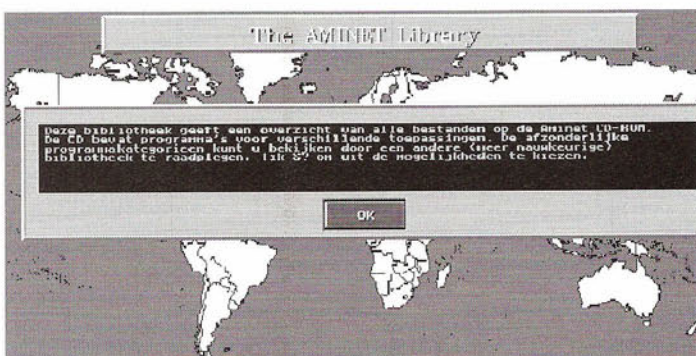 The AMINET Library
Deze bibliotheek geeft een overzicht van alle bestanden op de Aminet CD-ROM.
De CD bevat programma's voor verschillende toepassingen. De afzonderlijke
programmakategorieen kunt u bekijken door een andere (meer nauwkeurige)
bibliotheek te raadplegen. Tik &? om uit de mogelijkheden te kiezen.
OK